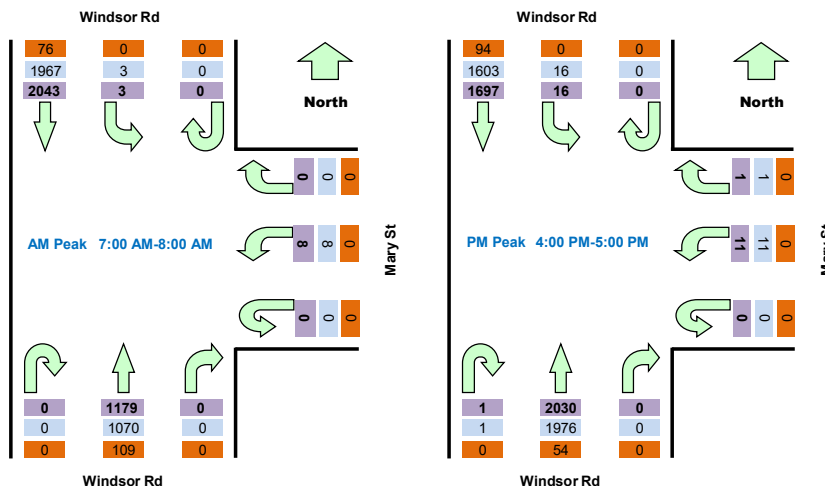 Windsor Rd
76 0 0
1967 3 0
2043 3 0
North
0 0 0
AM Peak 7:00 AM-8:00 AM
8 8 0
Mary St
0 0 0
0 1179 0
0 1070 0
0 109 0
Windsor Rd
Windsor Rd
94 0 0
1603 16 0
1697 16 0
North
1 1 0
PM Peak 4:00 PM-5:00 PM
11 11 0
Mary St
0 0 0
1 2030 0
1 1976 0
0 54 0
Windsor Rd